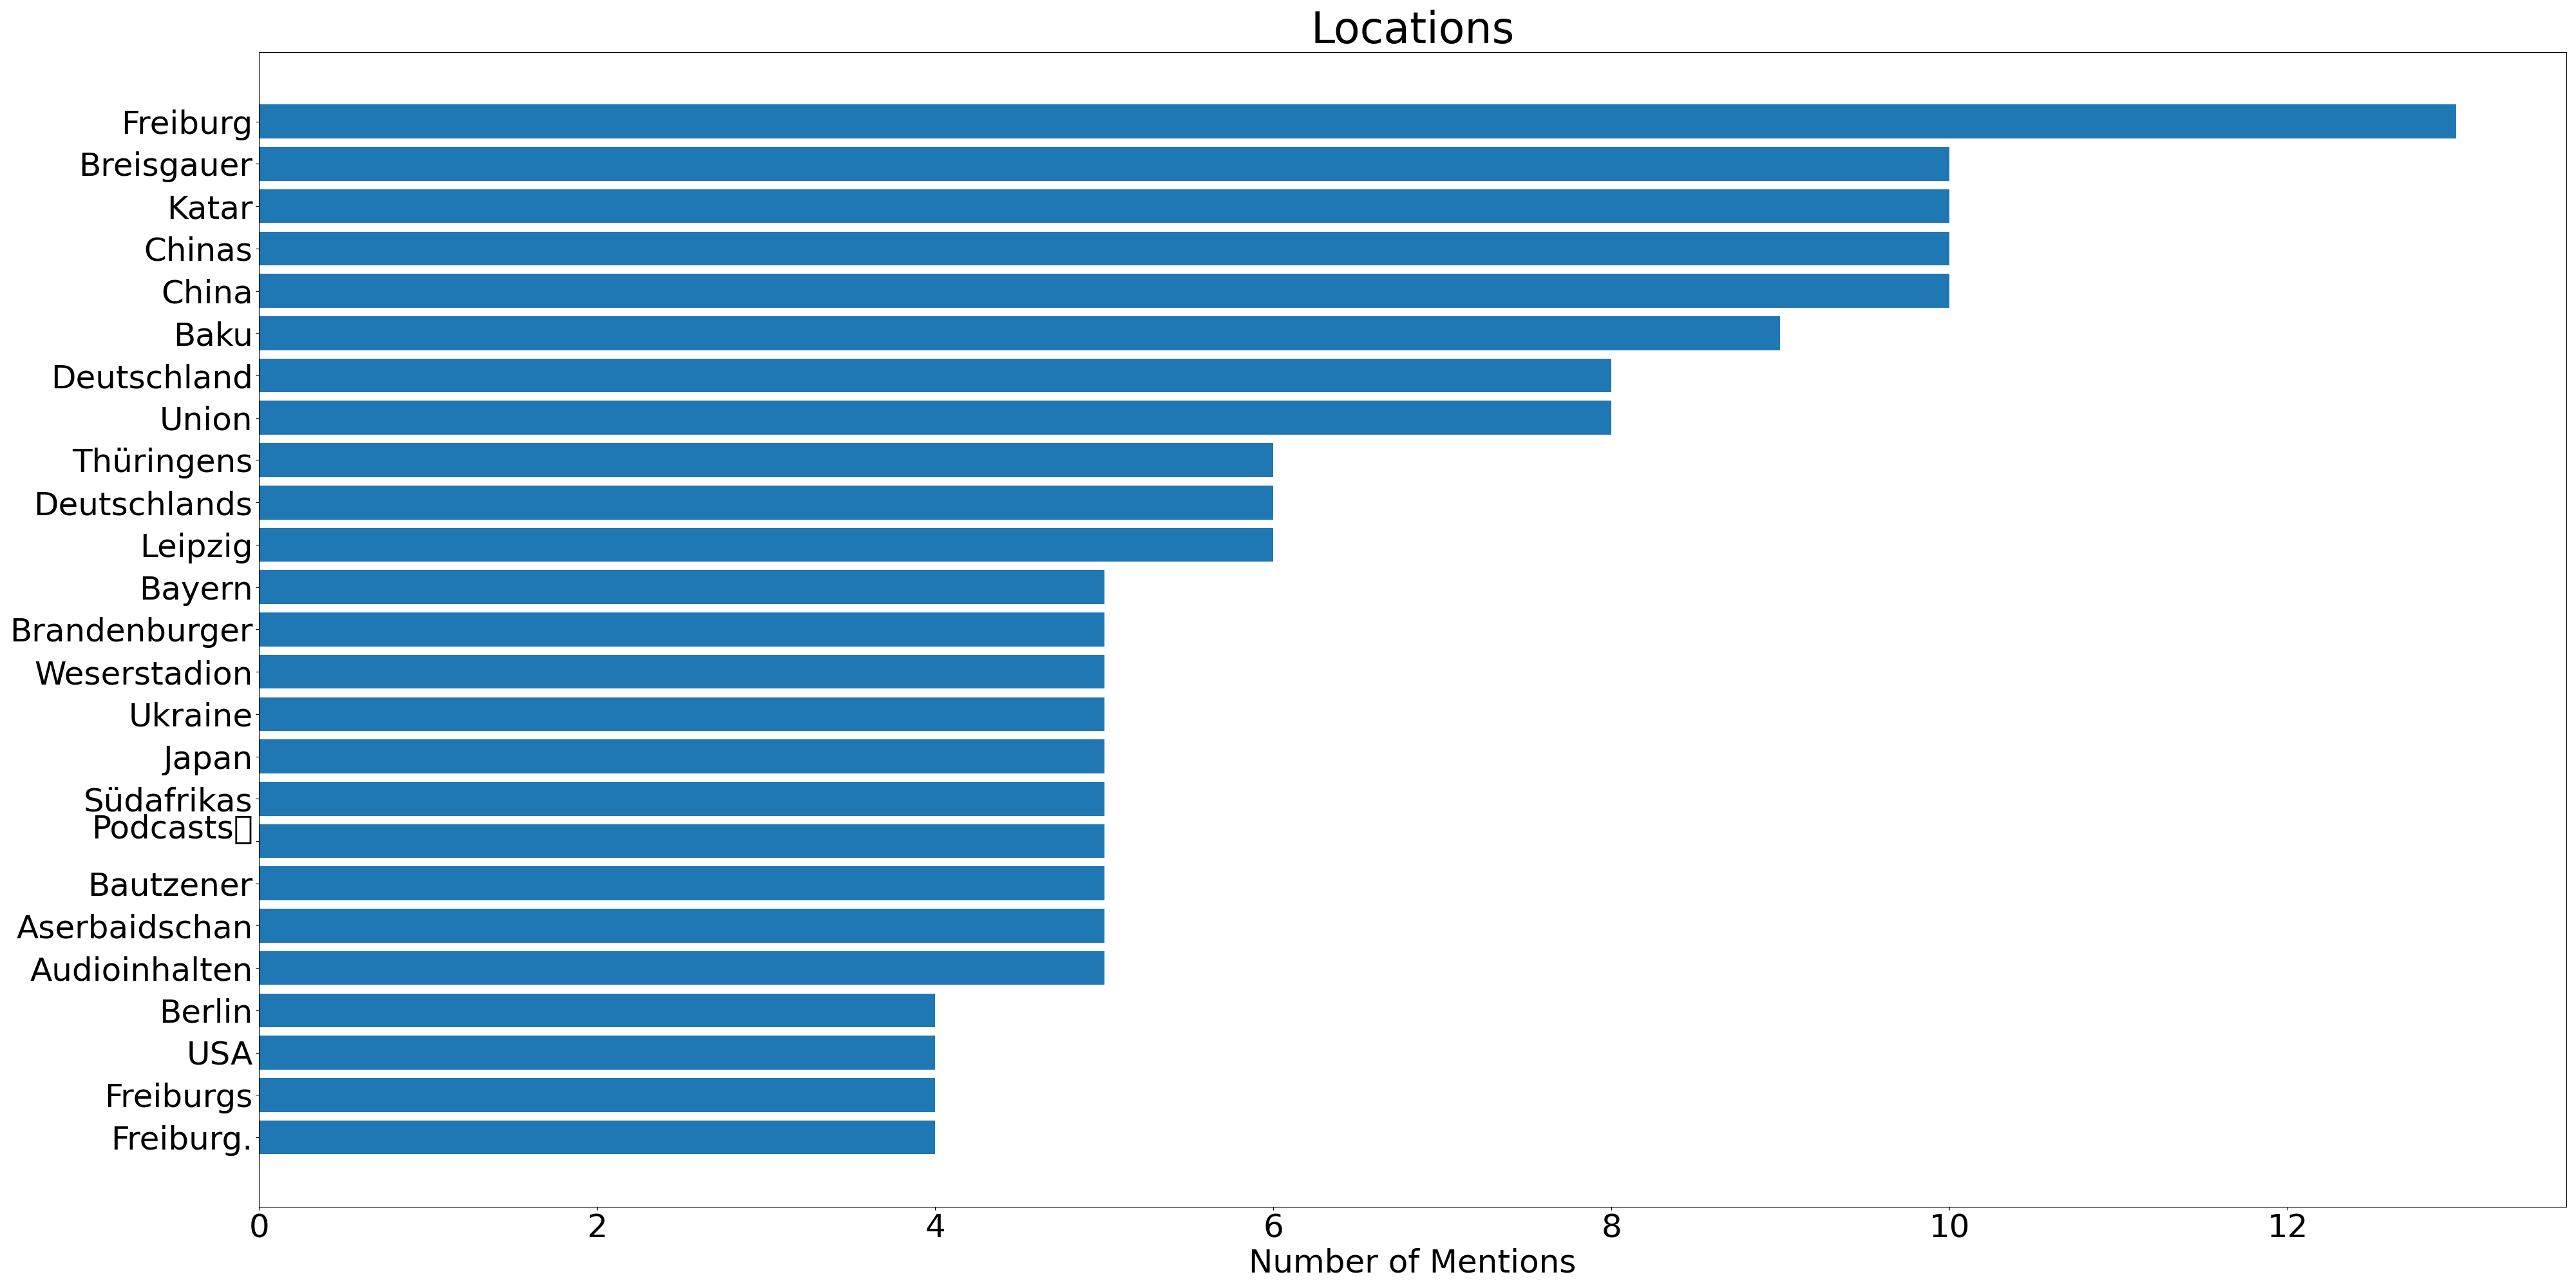 Locations
Freiburg
Breisgauer
Katar
Chinas
China
Baku
Deutschland
Union
Thüringens
Deutschlands
Leipzig
Bayern
Brandenburger
Weserstadion
Ukraine
Japan
Südafrikas
Podcasts
Bautzener
Aserbaidschan
Audioinhalten
Berlin
USA
Freiburgs
Freiburg.
0 2 4 6 8 10 12
Number of Mentions